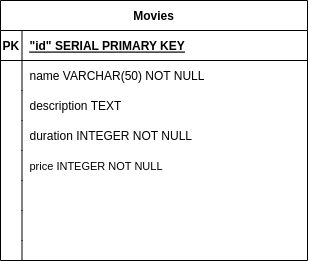 Movies
PK "id" SERIAL PRIMARY KEY
name VARCHAR(50) NOT NULL
description TEXT
duration INTEGER NOT NULL
price INTEGER NOT NULL